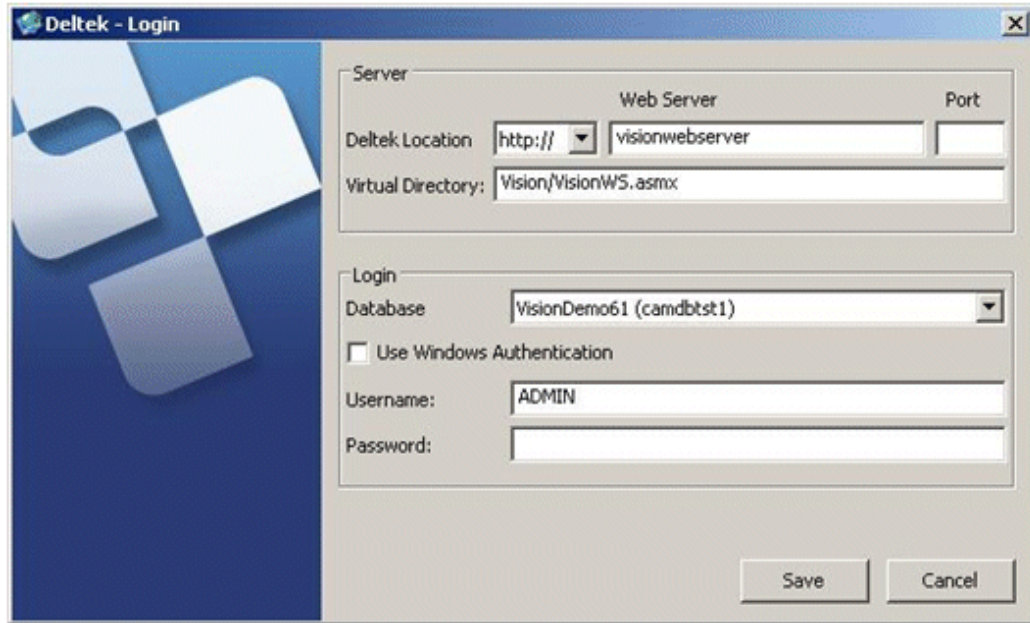 Deltek - Login
Server
Web Server Port
Deltek Location http:// visionwebserver
Virtual Directory: Vision/VisionWS.asmx
Login
Database VisionDemo61 (camdbtst1)
Use Windows Authentication
Username: ADMIN
Password:
Save Cancel